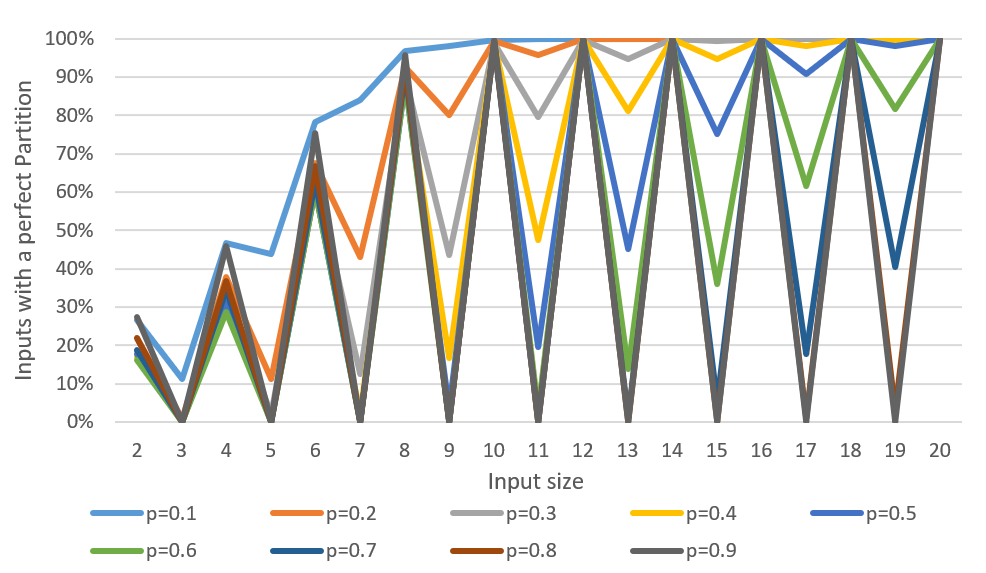 Inputs with a perfect Partition
100%
90%
80%
70%
60%
50%
40%
30%
20%
10%
0%
2 3 4 5 6 7 8 9 10 11 12 13 14 15 16 17 18 19 20
Input size
p=0.1 p=0.2 p=0.3 p=0.4 p=0.5
p=0.6 p=0.7 p=0.8 p=0.9